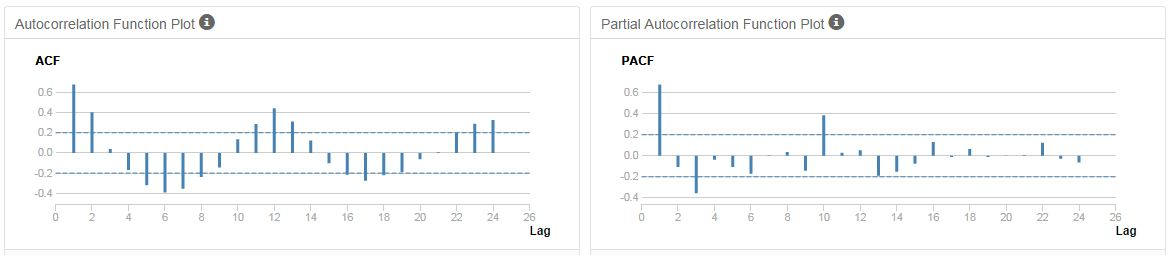 Autocorrelation Function Plot
ACF
0.6
0.4
0.2
0.0
-0.2
-0.4
0 2 4 6 8 10 12 14 16 18 20 22 24 26
Lag
Partial Autocorrelation Function Plot
PACF
0.6
0.4
0.2
0.0
-0.2
-0.4
0 2 4 6 8 10 12 14 16 18 20 22 24 26
Lag